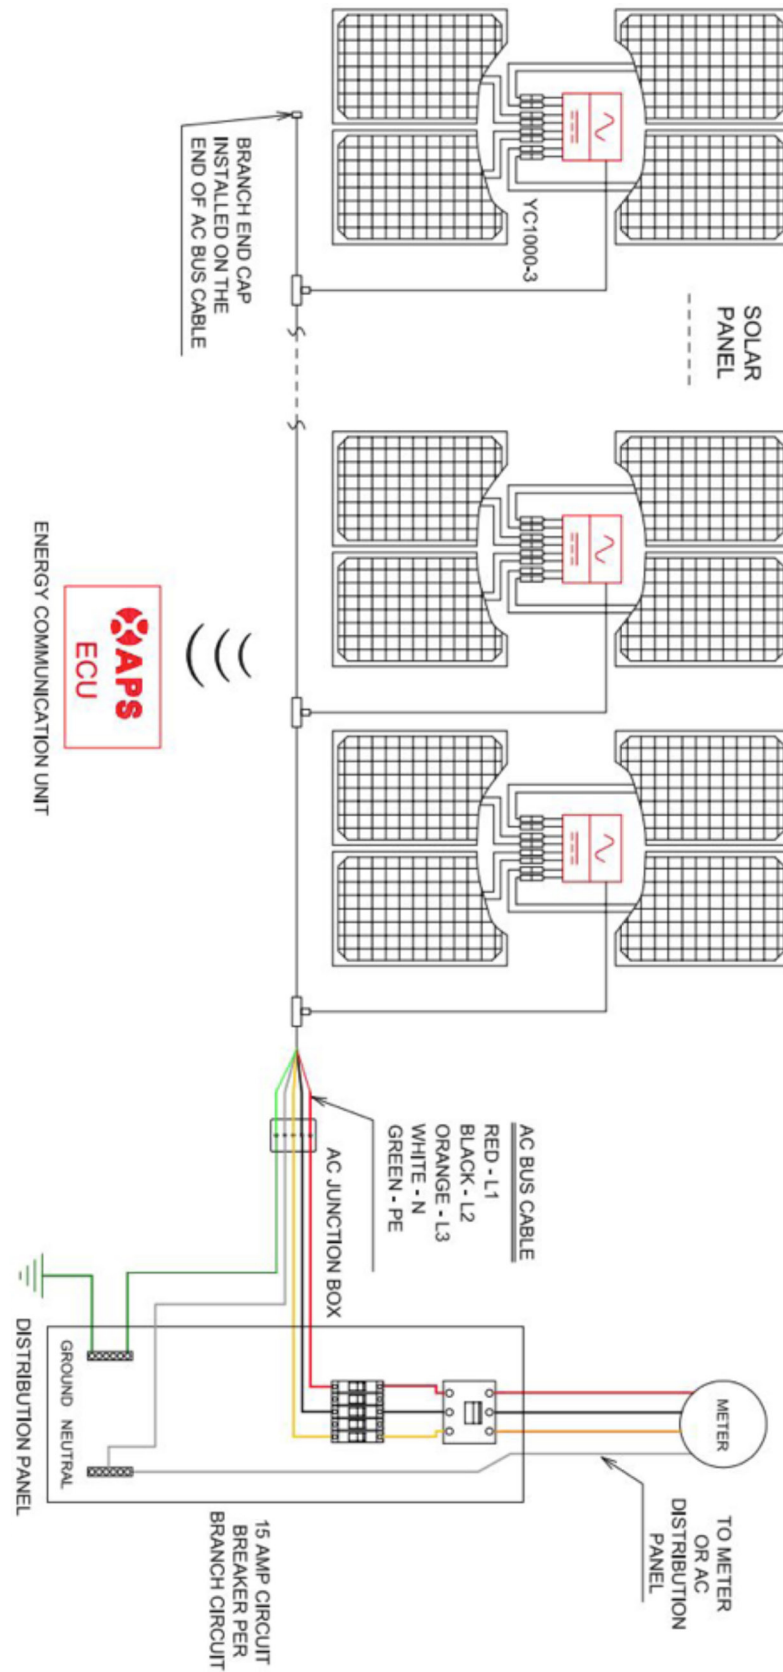 SOLAR
PANEL
YC1000-3
BRANCH END CAP
INSTALLED ON THE
END OF AC BUS CABLE
APS
ECU
ENERGY COMMUNICATION UNIT
AC BUS CABLE
RED - L1
BLACK - L2
ORANGE - L3
WHITE - N
GREEN - PE
AC JUNCTION BOX
METER
TO METER
OR AC
DISTRIBUTION
PANEL
GROUND NEUTRAL
DISTRIBUTION PANEL
15 AMP CIRCUIT
BREAKER PER
BRANCH CIRCUIT